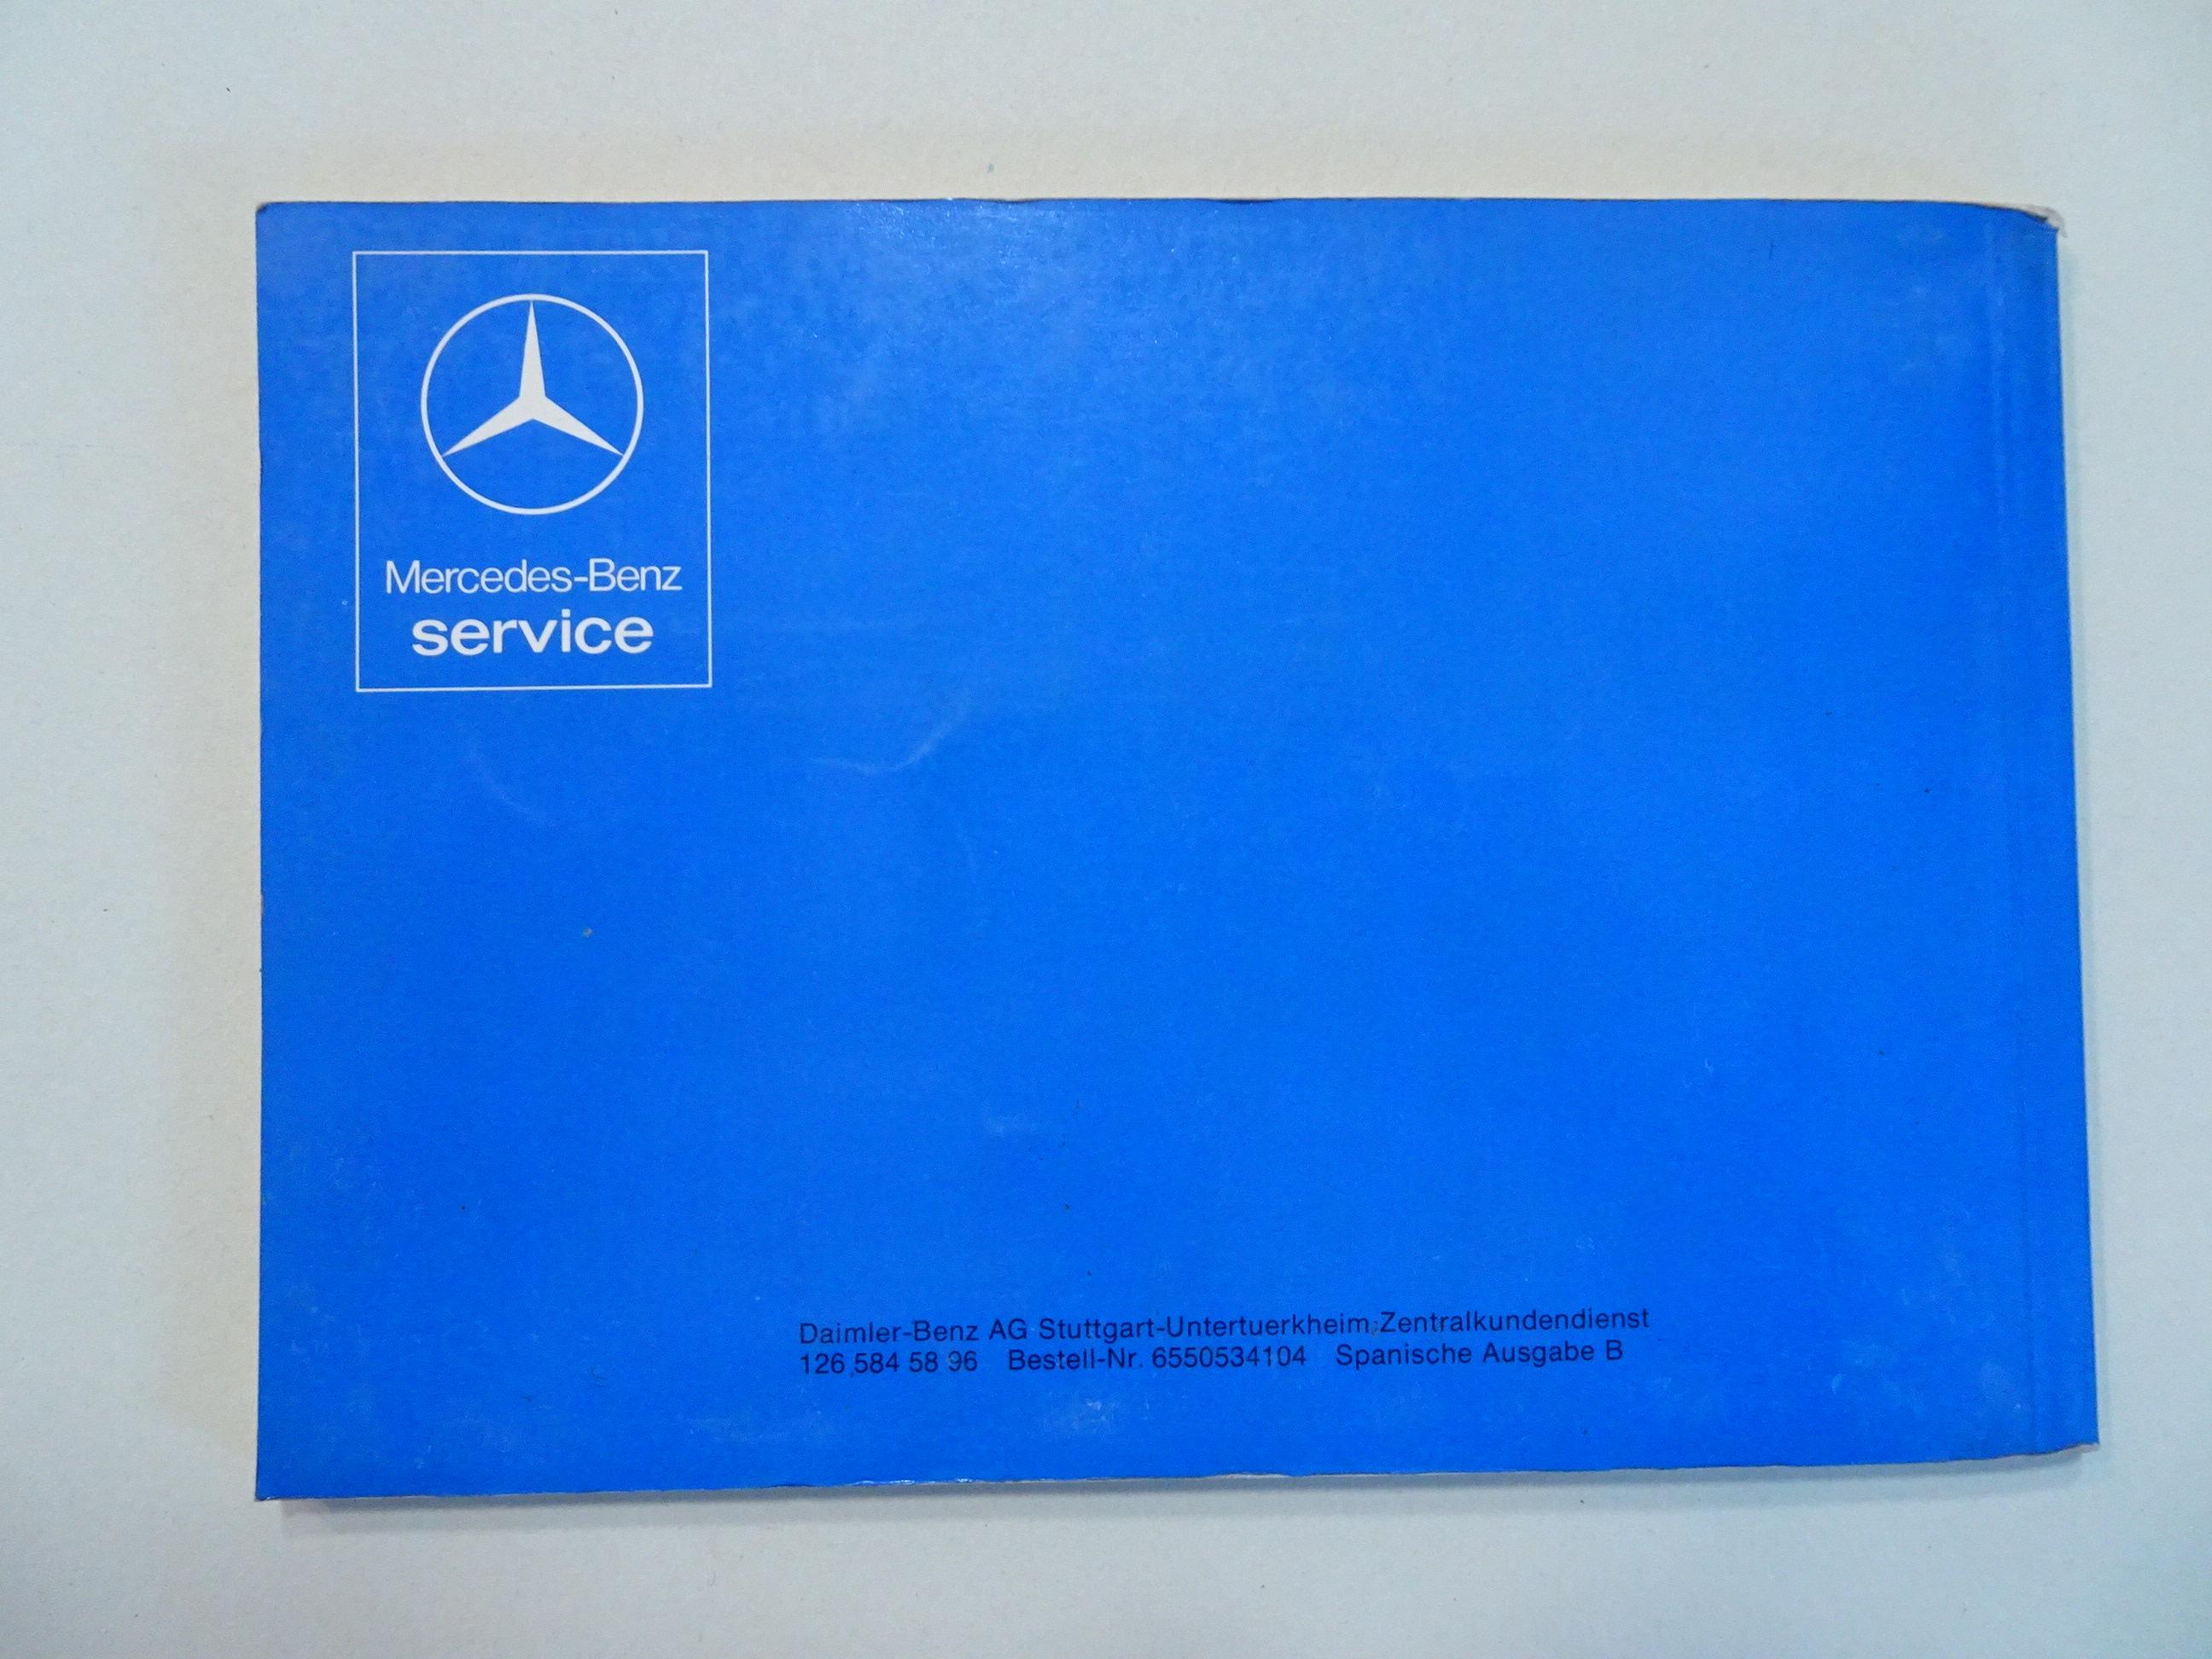 Mercedes-Benz
service
Daimler-Benz AG Stuttgart-Untertuerkheim, Zentralkundendienst
126 584 58 96 Bestell-Nr. 6550534104 Spanische Ausgabe B